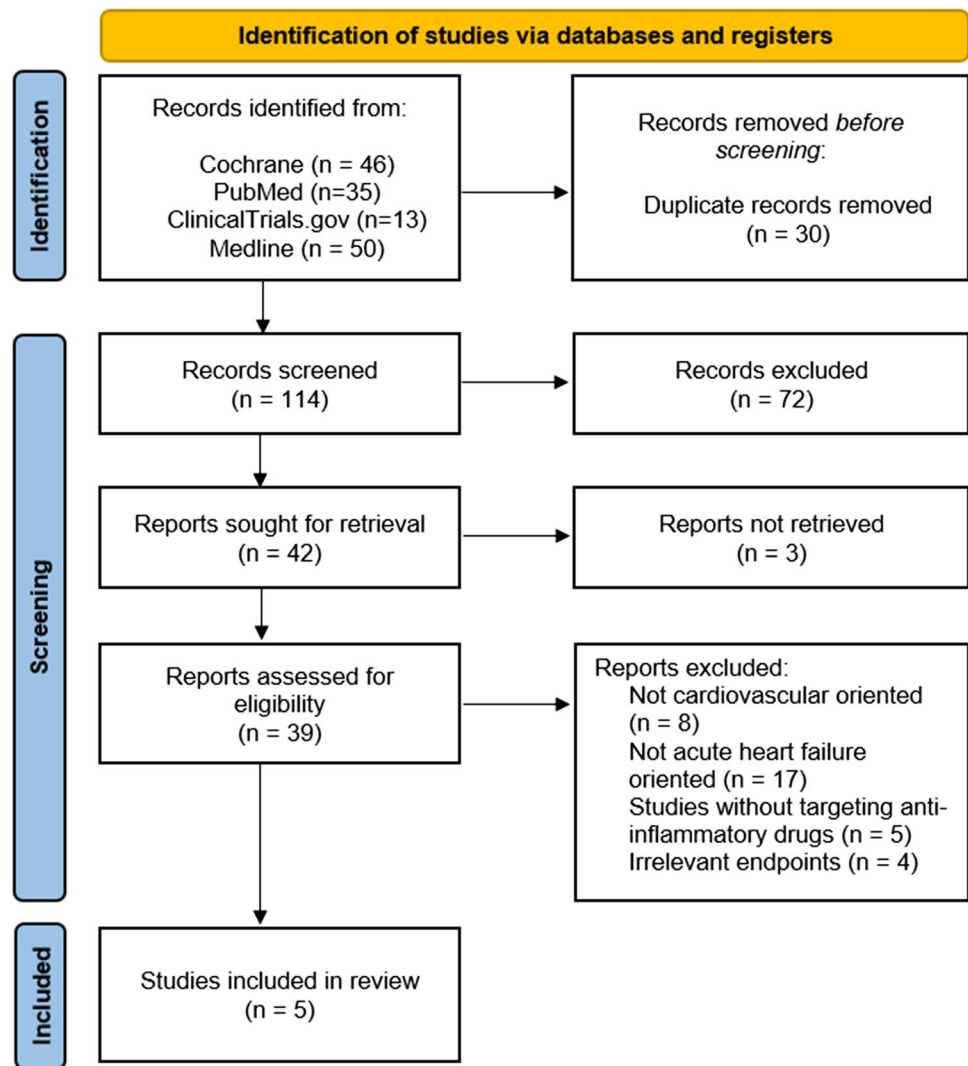 Identification of studies via databases and registers
Identification
Records identified from:
Cochrane (n = 46)
PubMed (n=35)
ClinicalTrials.gov (n=13)
Medline (n = 50)
Records removed before
screening:
Duplicate records removed
(n = 30)
Screening
Records screened
(n = 114)
Records excluded
(n = 72)
Reports sought for retrieval
(n = 42)
Reports not retrieved
(n = 3)
Reports assessed for
eligibility
(n = 39)
Reports excluded:
Not cardiovascular oriented
(n = 8)
Not acute heart failure
oriented (n = 17)
Studies without targeting anti-
inflammatory drugs (n = 5)
Irrelevant endpoints (n = 4)
Included
Studies included in review
(n = 5)